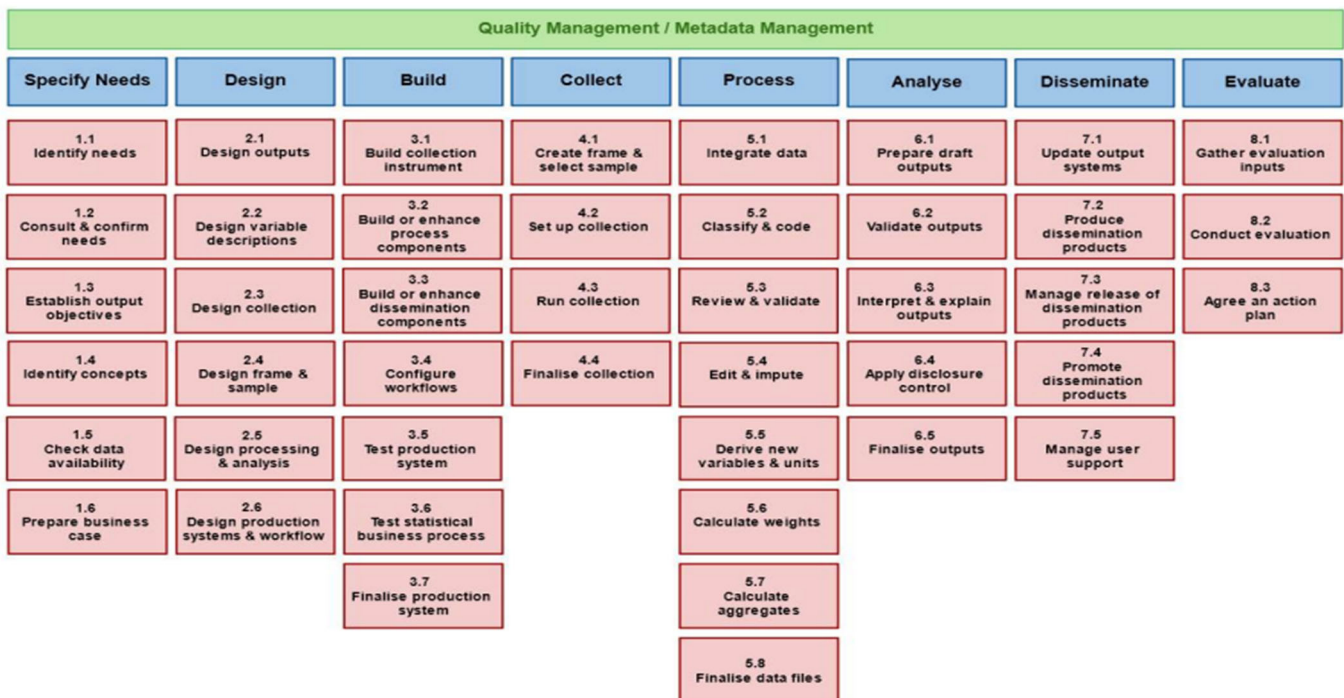 Quality Management / Metadata Management
Specify Needs
Design
Build
Collect
Process
Analyse
Disseminate
Evaluate
1.1
Identify needs
1.2
Consult & confirm
needs
1.3
Establish output
objectives
1.4
Identify concepts
1.5
Check data
availability
1.6
Prepare business
case
2.1
Design outputs
2.2
Design variable
descriptions
2.3
Design collection
2.4
Design frame &
sample
2.5
Design processing
& analysis
2.6
Design production
systems & workflow
3.1
Build collection
instrument
3.2
Build or enhance
process
components
3.3
Build or enhance
dissemination
components
3.4
Configure
workflows
3.5
Test production
system
3.6
Test statistical
business process
3.7
Finalise production
system
4.1
Create frame &
select sample
4.2
Set up collection
4.3
Run collection
4.4
Finalise collection
5.1
Integrate data
5.2
Classify & code
5.3
Review & validate
5.4
Edit & impute
5.5
Derive new
variables & units
5.6
Calculate weights
5.7
Calculate
aggregates
5.8
Finalise data files
6.1
Prepare draft
outputs
6.2
Validate outputs
6.3
Interpret & explain
outputs
6.4
Apply disclosure
control
6.5
Finalise outputs
7.1
Update output
systems
7.2
Produce
dissemination
products
7.3
Manage release of
dissemination
products
7.4
Promote
dissemination
products
7.5
Manage user
support
8.1
Gather evaluation
inputs
8.2
Conduct evaluation
8.3
Agree an action
plan